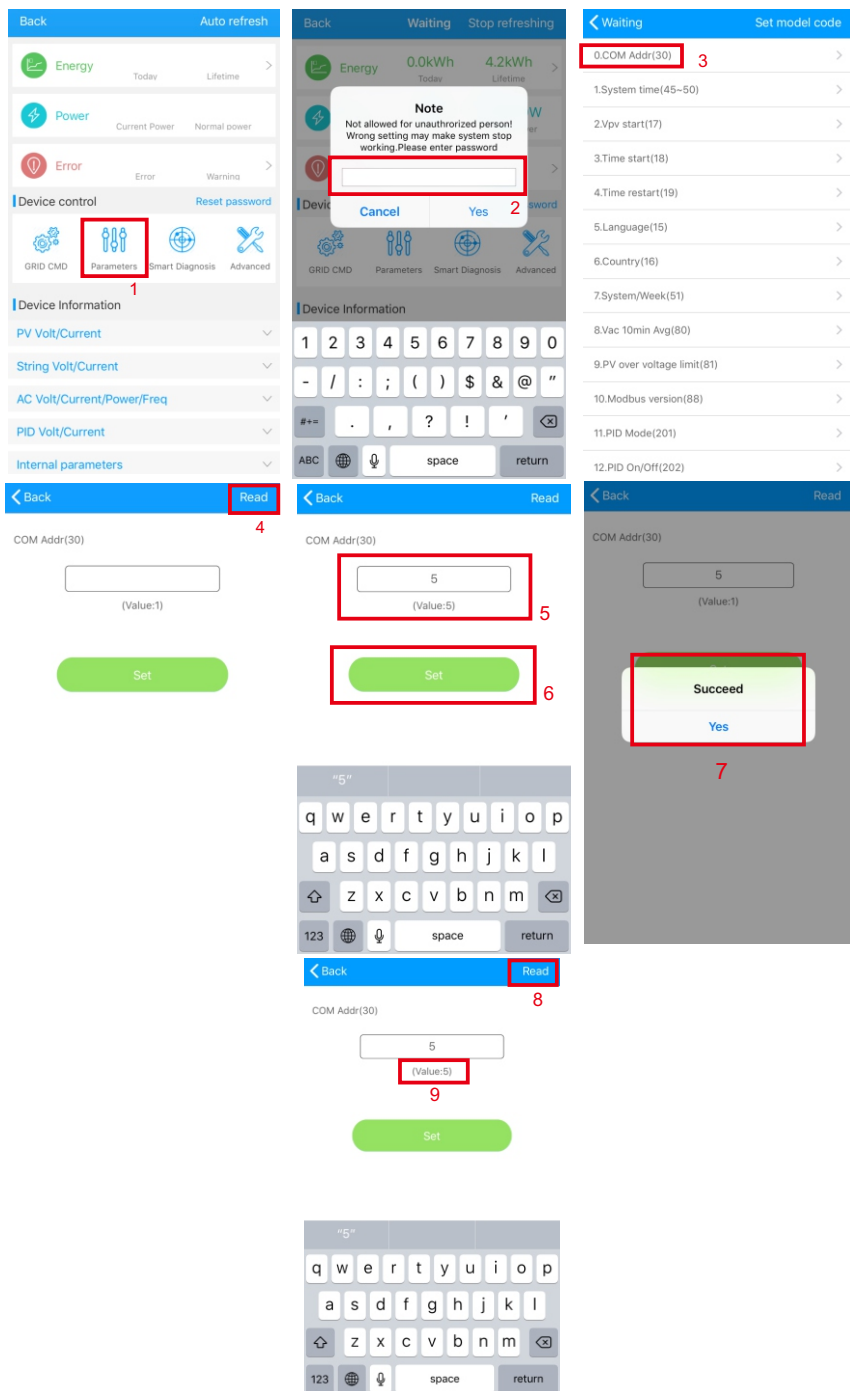 Back Auto refresh
Energy
Today Lifetime
Power
Current Power Normal power
Error
Error Warning
Device control Reset password
GRID CMD Parameters Smart Diagnosis Advanced
1
Device Information
PV Volt/Current
String Volt/Current
AC Volt/Current/Power/Freq
PID Volt/Current
Internal parameters
Back Waiting Stop refreshing
Energy 0.0kWh 4.2kWh
Today Lifetime
W
Note
Not allowed for unauthrorized person!
Wrong setting may make system stop
working.Please enter password
Cancel Yes 2
GRID CMD Parameters Smart Diagnosis Advanced
Device Information
1 2 3 4 5 6 7 8 9 0
- / : ; ( ) $ & @ "
#+= . , ? ! '
ABC space return
Waiting Set model code
0.COM Addr(30) 3
1.System time(45~50)
2.Vpv start(17)
3.Time start(18)
4.Time restart(19)
5.Language(15)
6.Country(16)
7.System/Week(51)
8.Vac 10min Avg(80)
9.PV over voltage limit(81)
10.Modbus version(88)
11.PID Mode(201)
12.PID On/Off(202)
Back Read
4
COM Addr(30)
(Value:1)
Set
Back Read
COM Addr(30)
5
(Value:5) 5
Set 6
"5"
q w e r t y u i o p
a s d f g h j k l
z x c v b n m
123 space return
Back Read
COM Addr(30)
5
(Value:1)
Succeed
Yes
7
Back Read
8
COM Addr(30)
5
(Value:5)
9
Set
"5"
q w e r t y u i o p
a s d f g h j k l
z x c v b n m
123 space return